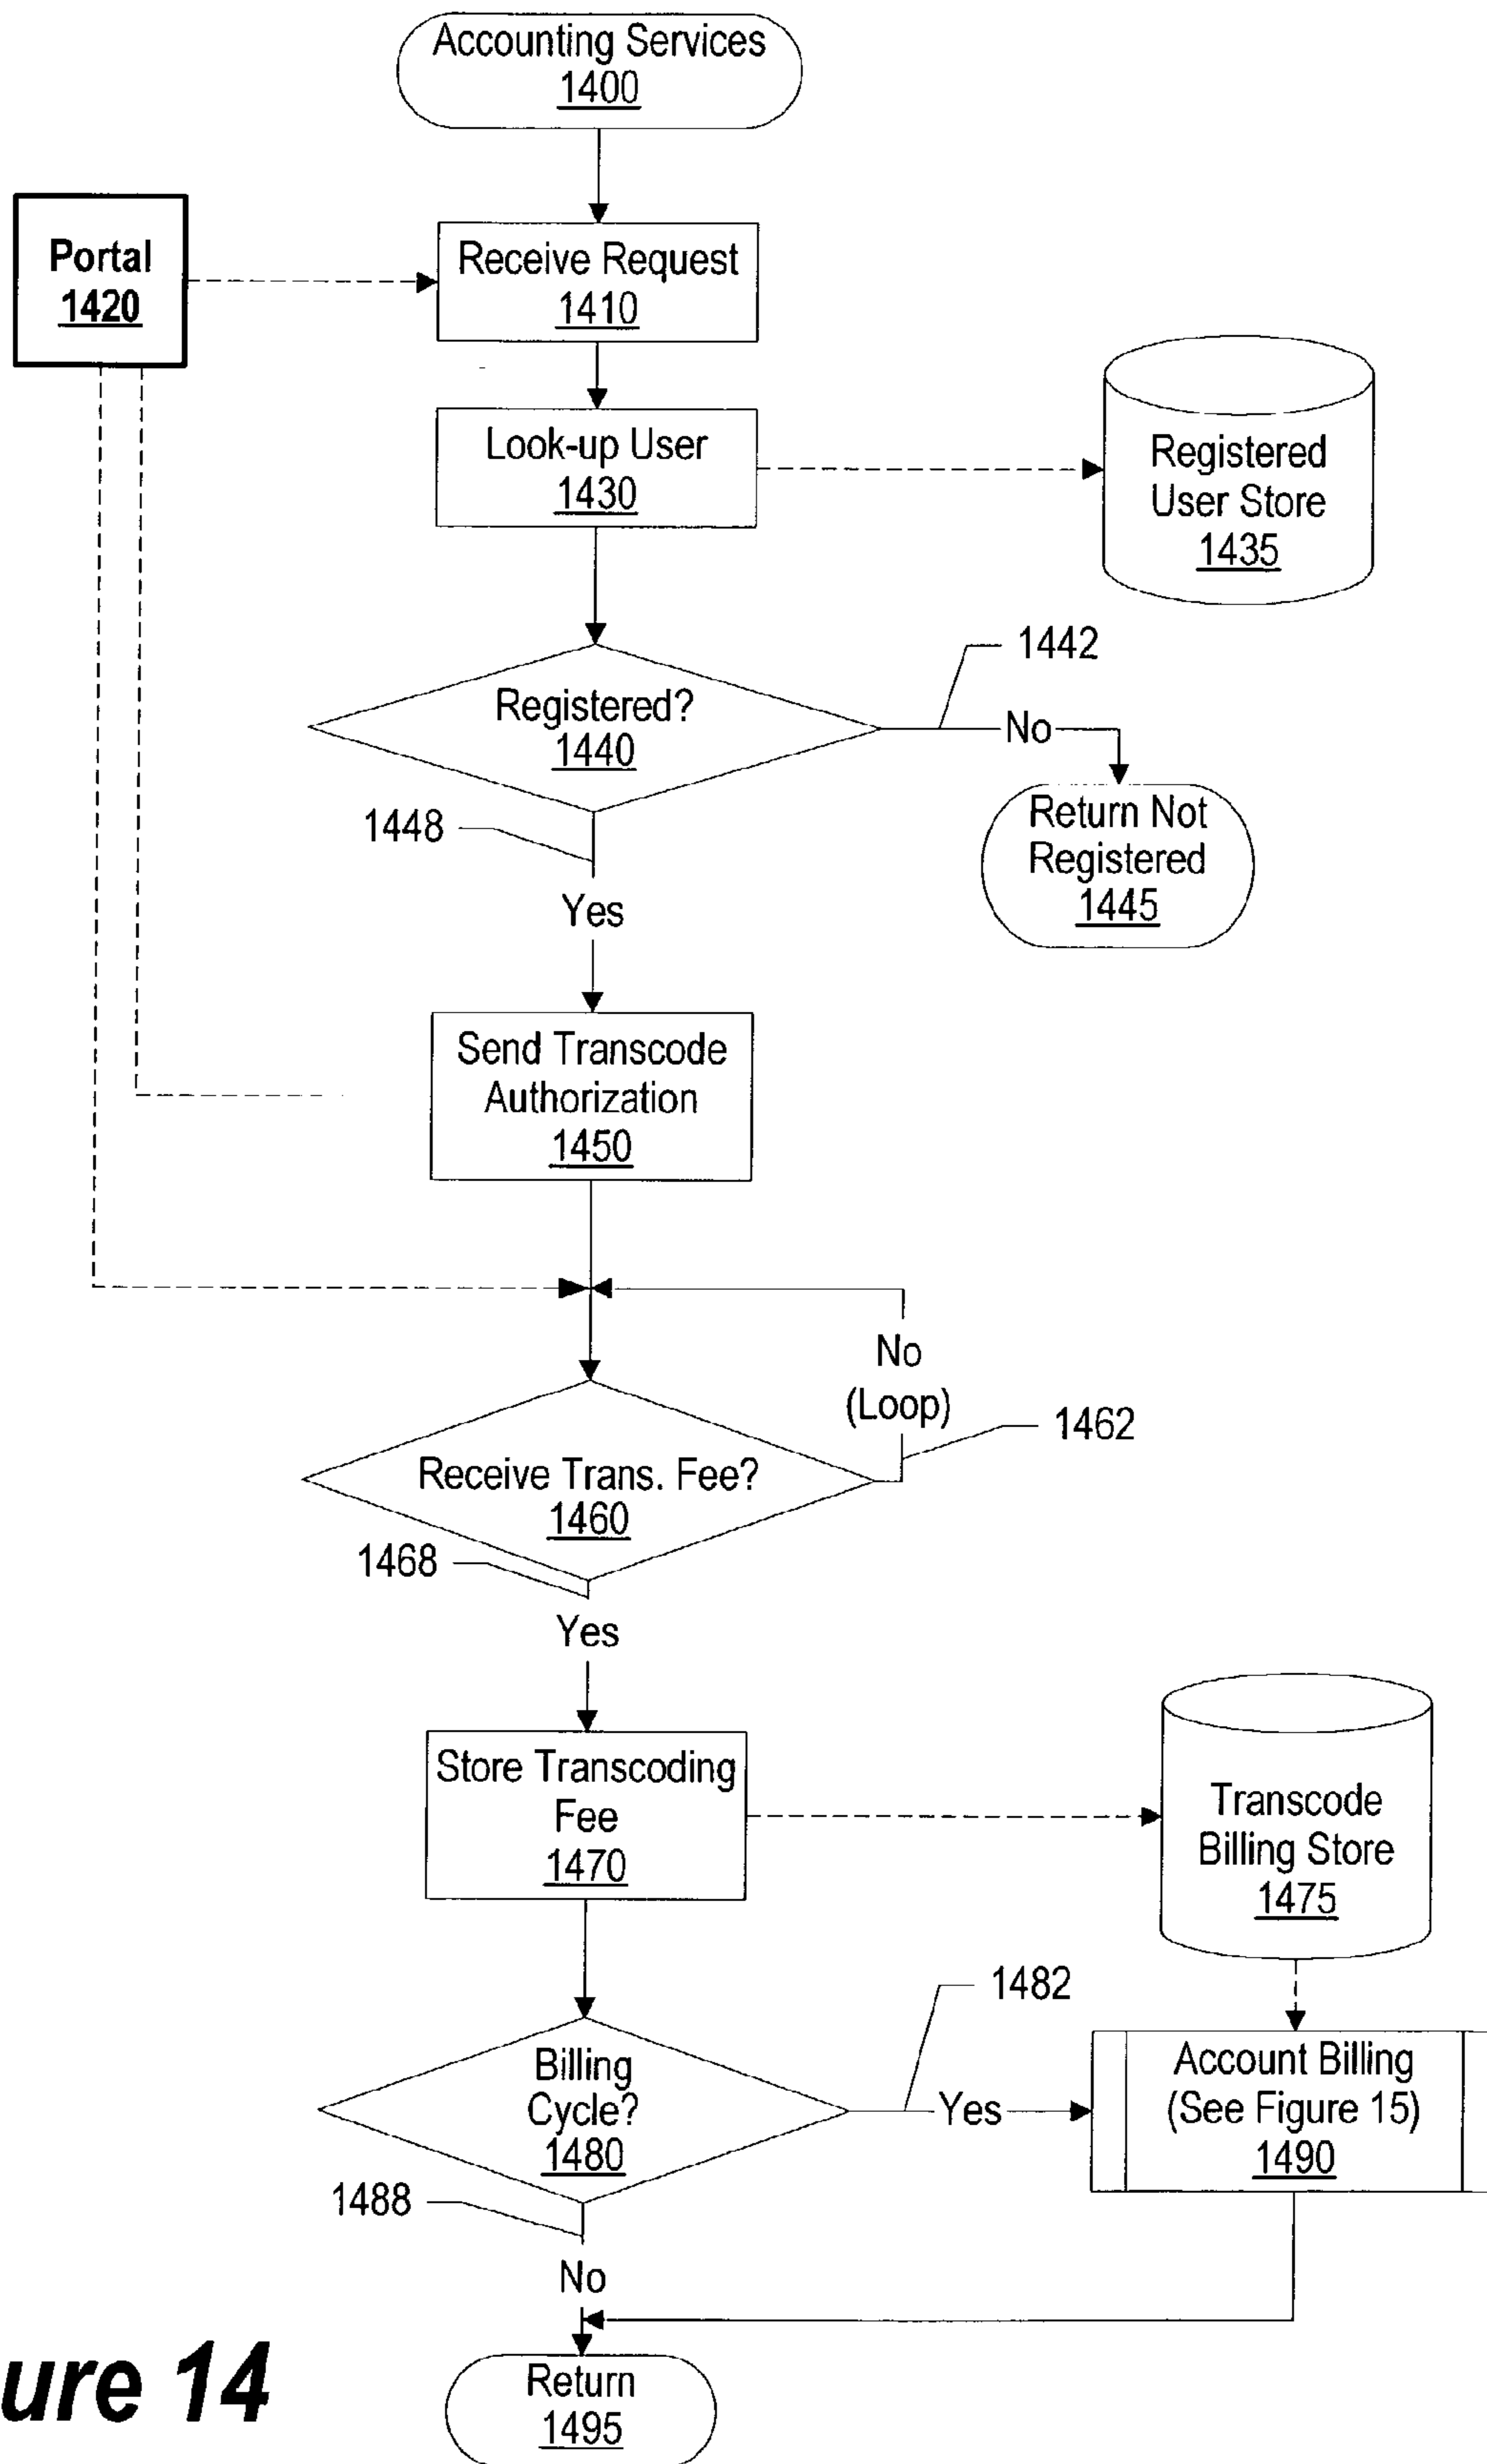 Accounting Services
1400
Portal
1420
Receive Request
1410
Look-up User
1430
Registered
User Store
1435
1442
Registered?
1440
No
Return Not
Registered
1445
1448
Yes
Send Transcode
Authorization
1450
No
(Loop)
1462
Receive Trans. Fee?
1460
1468
Yes
Store Transcoding
Fee
1470
Transcode
Billing Store
1475
1482
Billing
Cycle?
1480
Yes
Account Billing
(See Figure 15)
1490
1488
No
Return
1495
ure 14